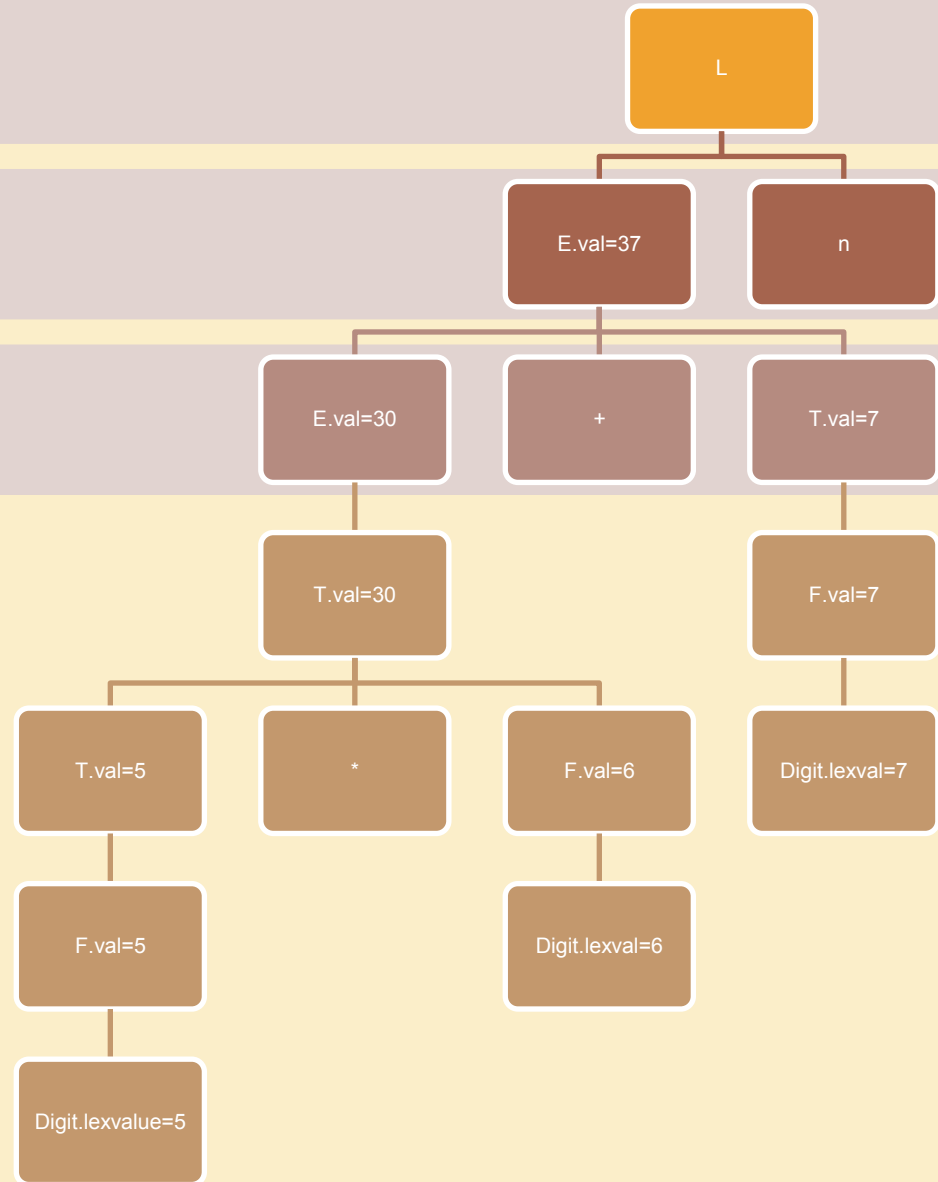 L
E.val=37
n
E.val=30
+
T.val=7
T.val=30
F.val=7
T.val=5
*
F.val=6
Digit.lexval=7
F.val=5
Digit.lexval=6
Digit.lexvalue=5